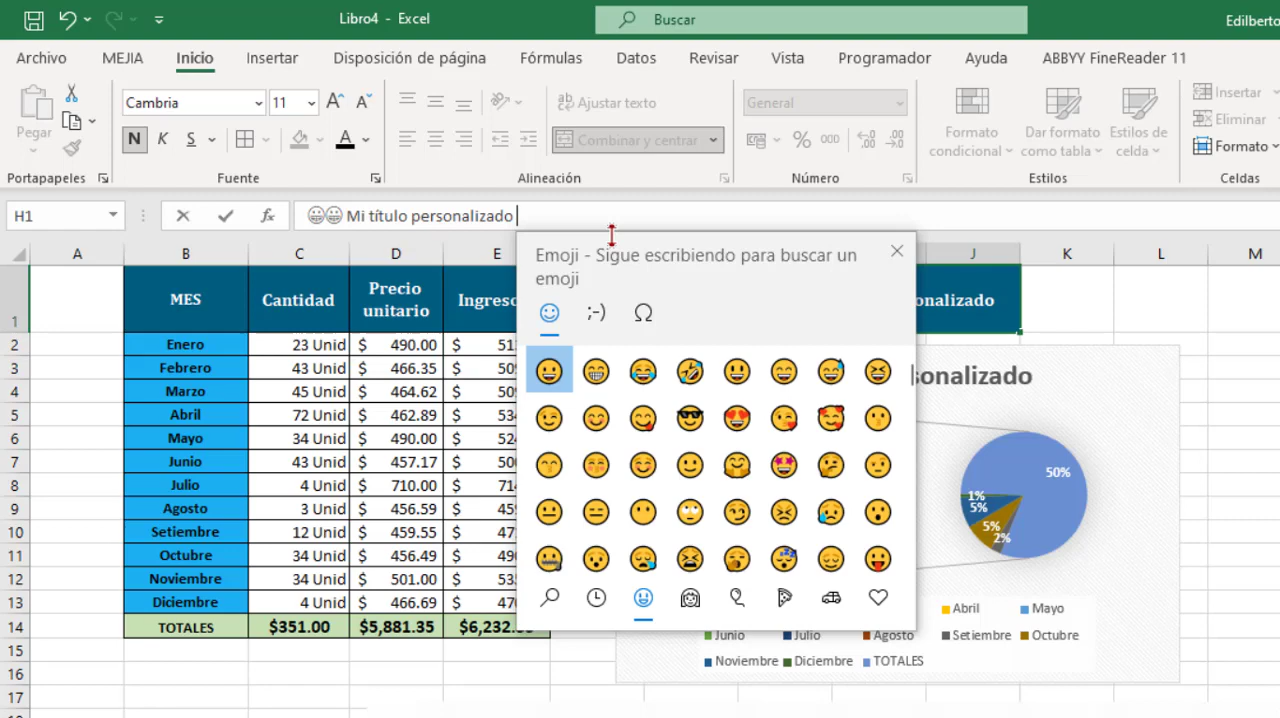 Libro4 - Excel
Buscar
Edilberto
Archivo MEJIA Inicio Insertar Disposición de página Fórmulas Datos Revisar Vista Programador Ayuda ABBYY FineReader 11
Pegar
Portapapeles
Cambria 11
N K S A
Fuente
ab Ajustar texto
Combinar y centrar
Alineación
General
% 000
Número
Formato condicional
Dar formato como tabla
Estilos de celda
Estilos
Insertar
Eliminar
Formato
Celdas
H1 fx 😀😀 Mi título personalizado
A B C D E J K L M
Emoji - Sigue escribiendo para buscar un
emoji
;-) Ω
1 MES Cantidad Precio unitario
onalizado
2 Enero 23 Unid $ 490.00 $
3 Febrero 43 Unid $ 466.35 $
4 Marzo 45 Unid $ 464.62 $
5 Abril 72 Unid $ 462.89 $
6 Mayo 34 Unid $ 490.00 $
7 Junio 43 Unid $ 457.17 $
8 Julio 4 Unid $ 710.00 $
9 Agosto 3 Unid $ 456.59 $
10 Setiembre 12 Unid $ 459.55 $
11 Octubre 34 Unid $ 456.49 $
12 Noviembre 34 Unid $ 501.00 $
13 Diciembre 4 Unid $ 466.69 $
14 TOTALES $351.00 $5,881.35
15
16
17
sonalizado
50%
1%
5%
5%
2%
Abril Mayo
Junio Julio Agosto Setiembre Octubre
Noviembre Diciembre TOTALES